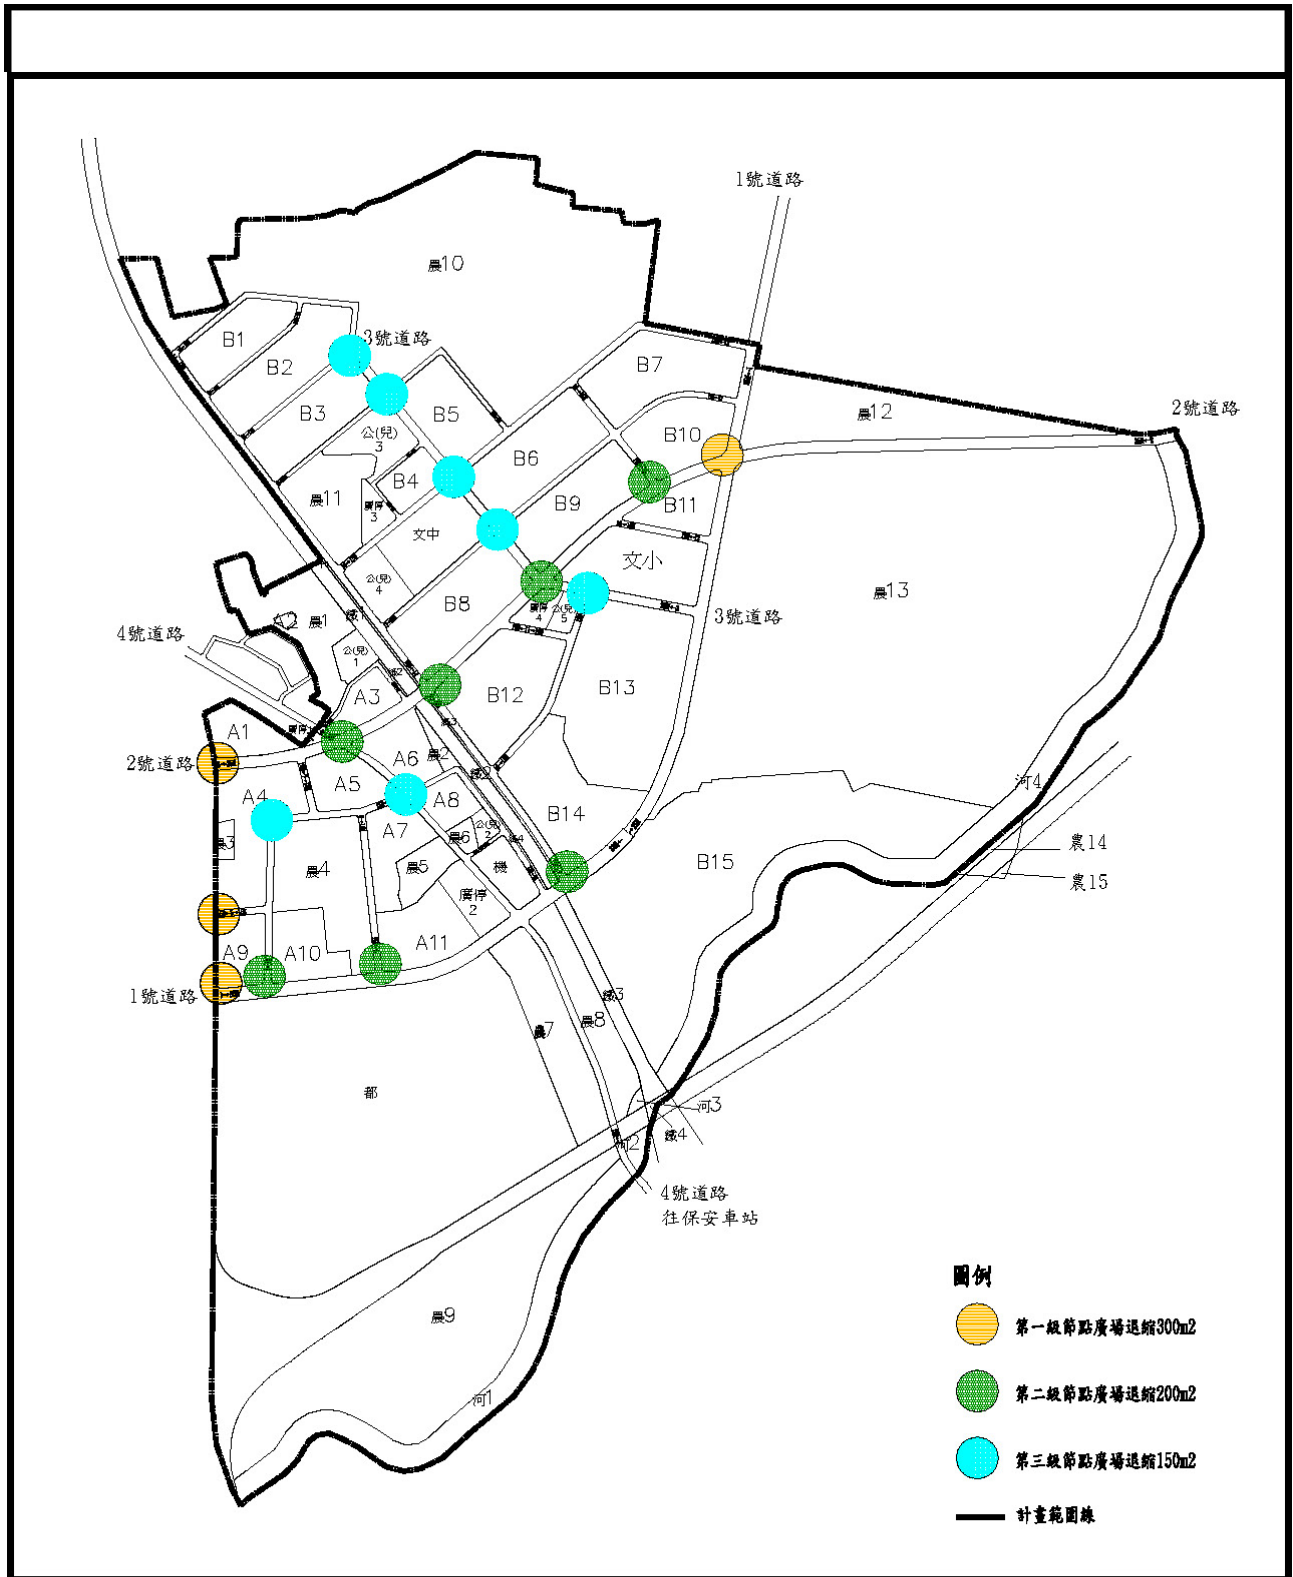 1號道路
農10
3號道路
B1
B2
B3
B5
B7
農12
2號道路
公(兒)
3
B10
B6
B4
農11
廣停
3
B9
B11
文中
文小
公(兒)
4
農13
B8
廣停
4
公(兒)
5
3號道路
A2
農1
鐵1
4號道路
公(兒)
1
A3
B12
B13
A1
2號道路
A6
農2
鐵2
A5
A4
A8
B14
河4
A7
農6
公(兒)
2
農3
農4
農5
機
B15
農14
農15
廣停
2
A9
A10
A11
1號道路
鐵3
農8
農7
都
河3
鐵4
河2
4號道路
往保安車站
農9
河1
圖例
第一級節點廣場退縮300m2
第二級節點廣場退縮200m2
第三級節點廣場退縮150m2
計畫範圍線